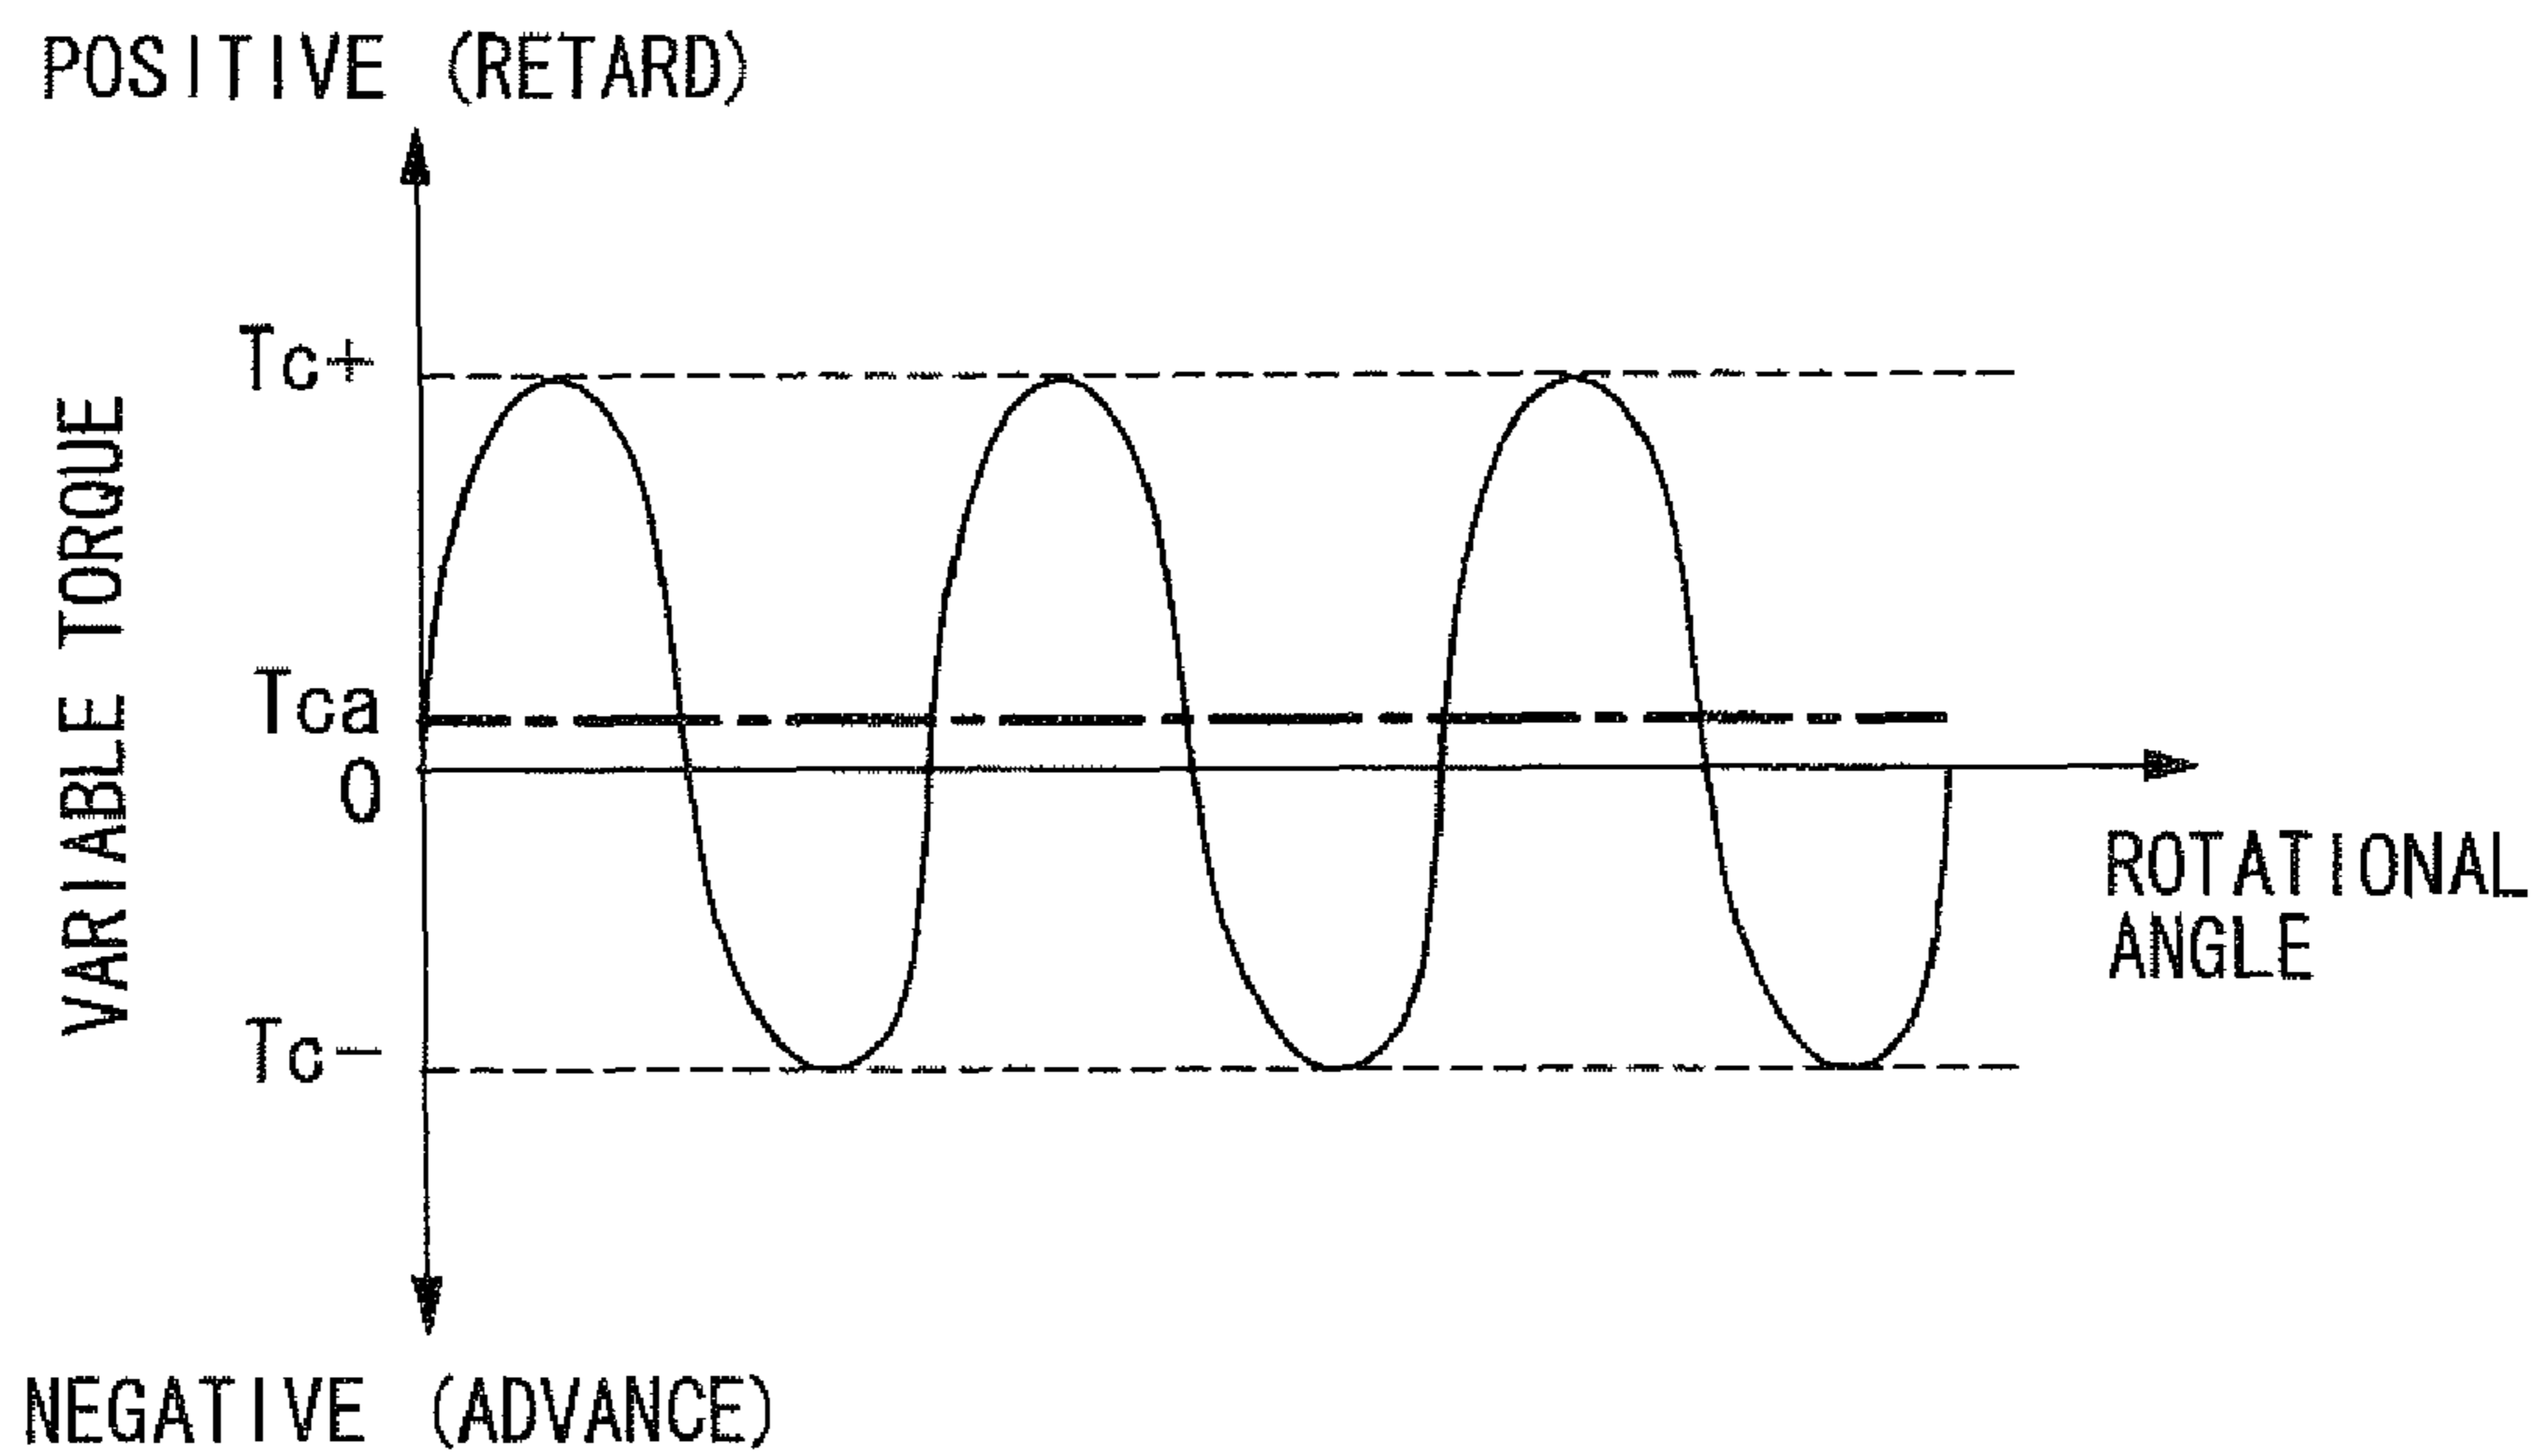 POSITIVE (RETARD)
VARIABLE TORQUE
Tc+
Tca
0
Tc-
ROTATIONAL
ANGLE
NEGATIVE (ADVANCE)